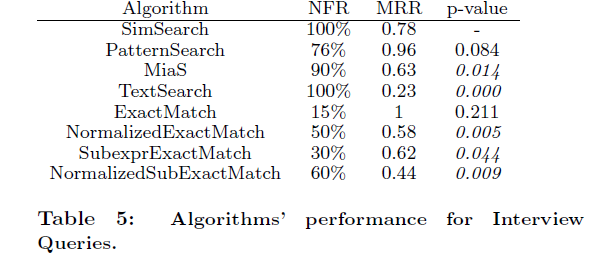 Algorithm NFR MRR p-value
SimSearch 100% 0.78 -
PatternSearch 76% 0.96 0.084
MiaS 90% 0.63 0.014
TextSearch 100% 0.23 0.000
ExactMatch 15% 1 0.211
NormalizedExactMatch 50% 0.58 0.005
SubexprExactMatch 30% 0.62 0.044
NormalizedSubExactMatch 60% 0.44 0.009
Table 5: Algorithms' performance for Interview
Queries.